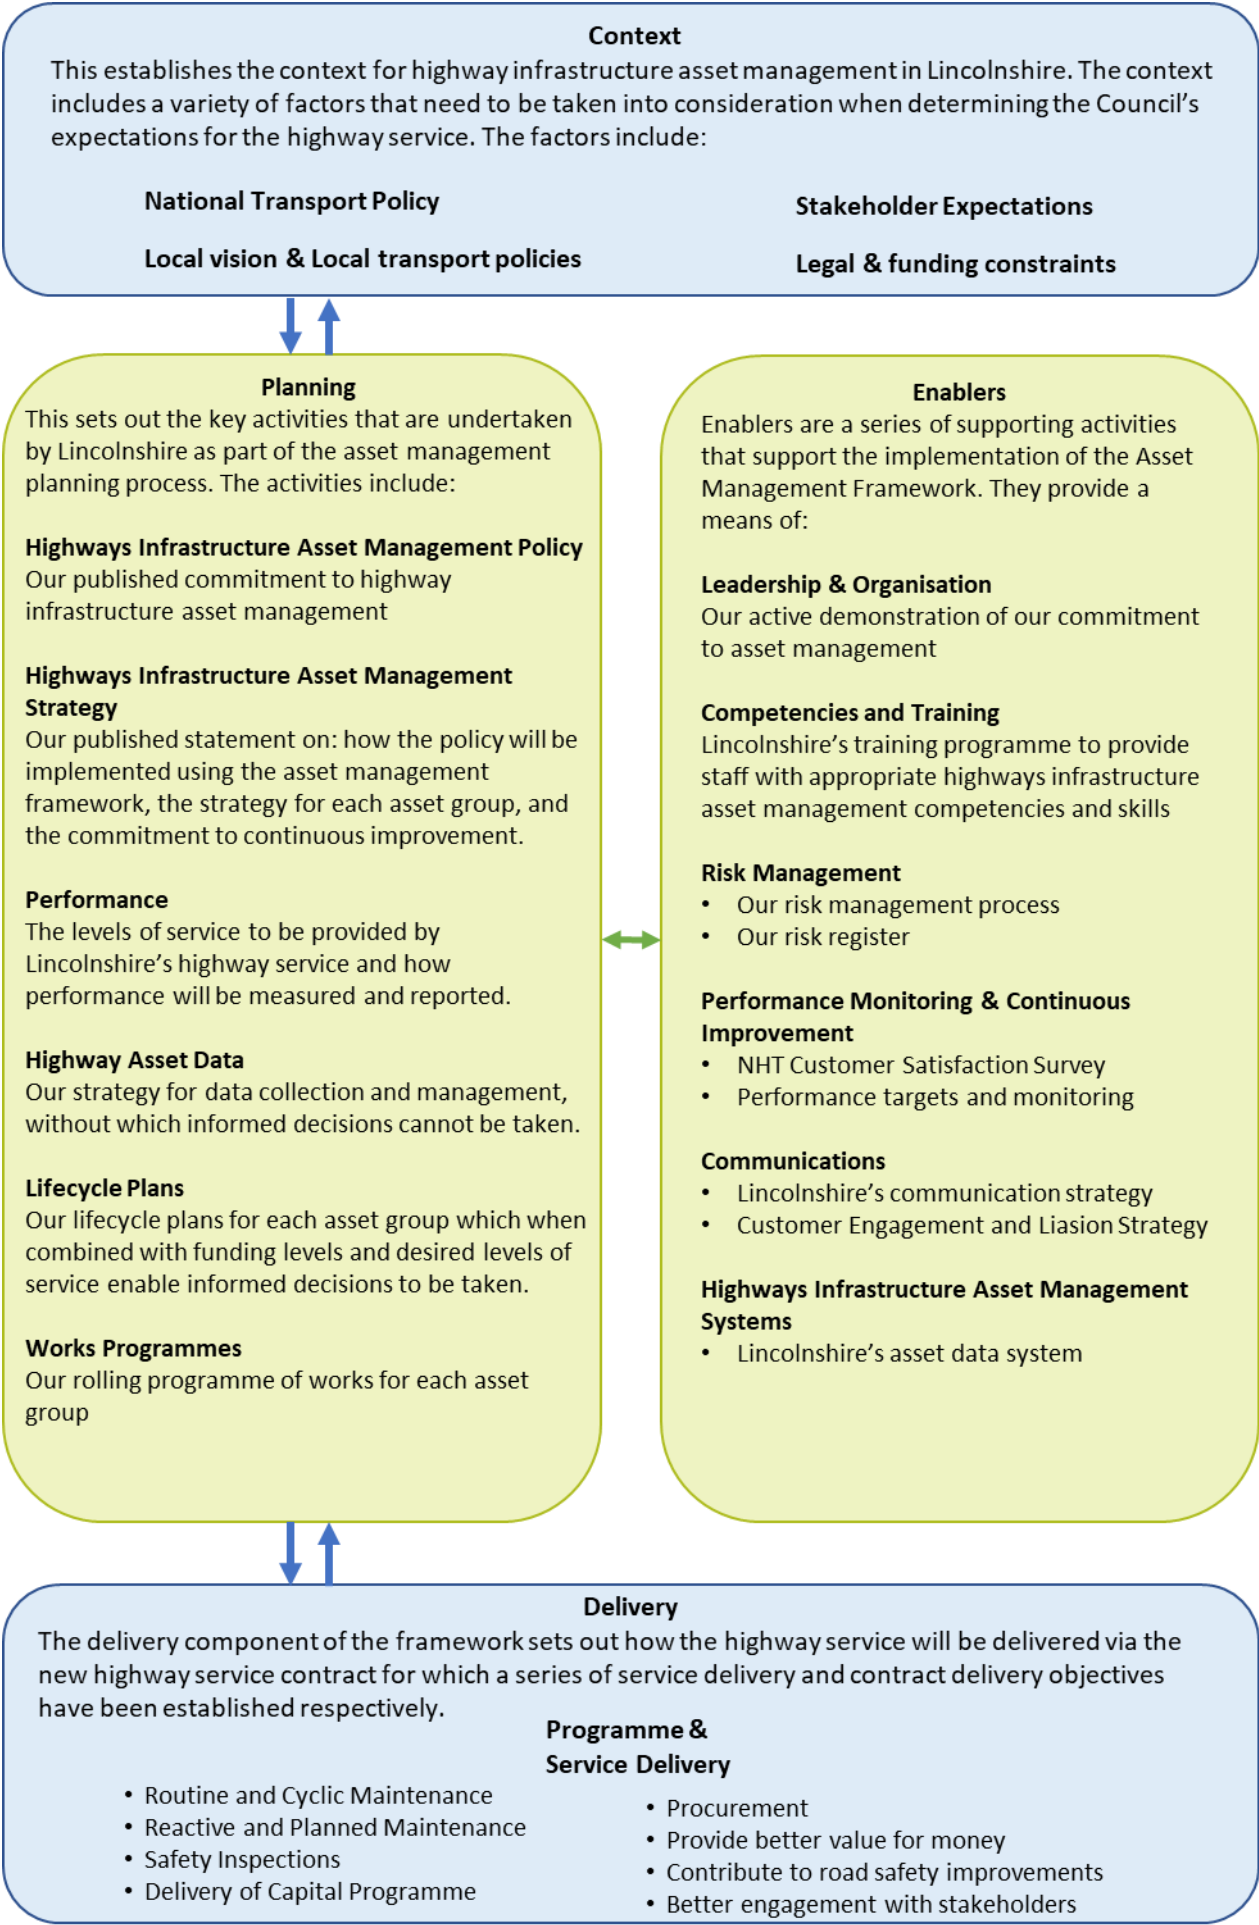 Context
This establishes the context for highway infrastructure asset management in Lincolnshire. The context
includes a variety of factors that need to be taken into consideration when determining the Council's
expectations for the highway service. The factors include:
National Transport Policy
Local vision & Local transport policies
Stakeholder Expectations
Legal & funding constraints
Planning
This sets out the key activities that are undertaken
by Lincolnshire as part of the asset management
planning process. The activities include:
Highways Infrastructure Asset Management Policy
Our published commitment to highway
infrastructure asset management
Highways Infrastructure Asset Management
Strategy
Our published statement on: how the policy will be
implemented using the asset management
framework, the strategy for each asset group, and
the commitment to continuous improvement.
Performance
The levels of service to be provided by
Lincolnshire's highway service and how
performance will be measured and reported.
Highway Asset Data
Our strategy for data collection and management,
without which informed decisions cannot be taken.
Lifecycle Plans
Our lifecycle plans for each asset group which when
combined with funding levels and desired levels of
service enable informed decisions to be taken.
Works Programmes
Our rolling programme of works for each asset
group
Enablers
Enablers are a series of supporting activities
that support the implementation of the Asset
Management Framework. They provide a
means of:
Leadership & Organisation
Our active demonstration of our commitment
to asset management
Competencies and Training
Lincolnshire's training programme to provide
staff with appropriate highways infrastructure
asset management competencies and skills
Risk Management
• Our risk management process
• Our risk register
Performance Monitoring & Continuous
Improvement
• NHT Customer Satisfaction Survey
• Performance targets and monitoring
Communications
• Lincolnshire's communication strategy
• Customer Engagement and Liasion Strategy
Highways Infrastructure Asset Management
Systems
• Lincolnshire's asset data system
Delivery
The delivery component of the framework sets out how the highway service will be delivered via the
new highway service contract for which a series of service delivery and contract delivery objectives
have been established respectively.
Programme &
Service Delivery
• Routine and Cyclic Maintenance
• Reactive and Planned Maintenance
• Safety Inspections
• Delivery of Capital Programme
• Procurement
• Provide better value for money
• Contribute to road safety improvements
• Better engagement with stakeholders